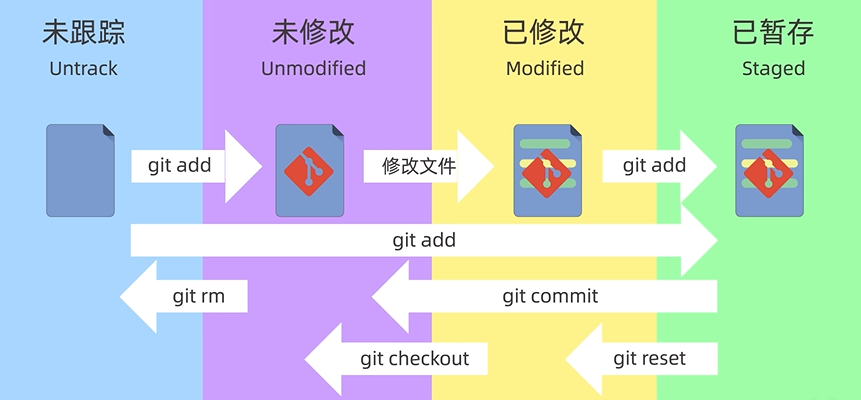 未跟踪
Untrack
未修改
Unmodified
已修改
Modified
已暂存
Staged
git add
修改文件
git add
git add
git rm
git commit
git checkout
git reset